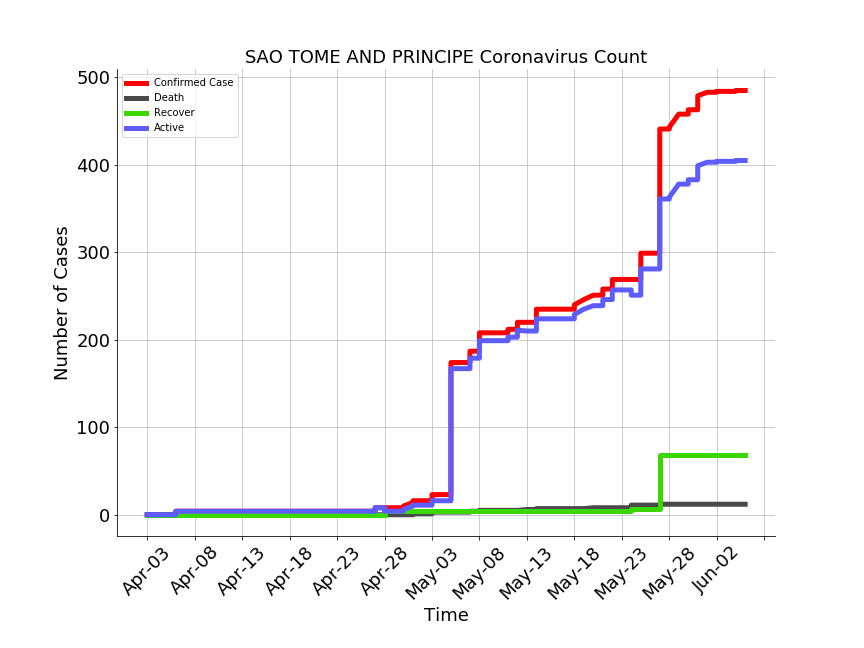 SAO TOME AND PRINCIPE Coronavirus Count
Confirmed Case
Death
Recover
Active
500
400
300
200
100
0
Number of Cases
Apr-03
Apr-08
Apr-13
Apr-18
Apr-23
Apr-28
May-03
May-08
May-13
May-18
May-23
May-28
Jun-02
Time